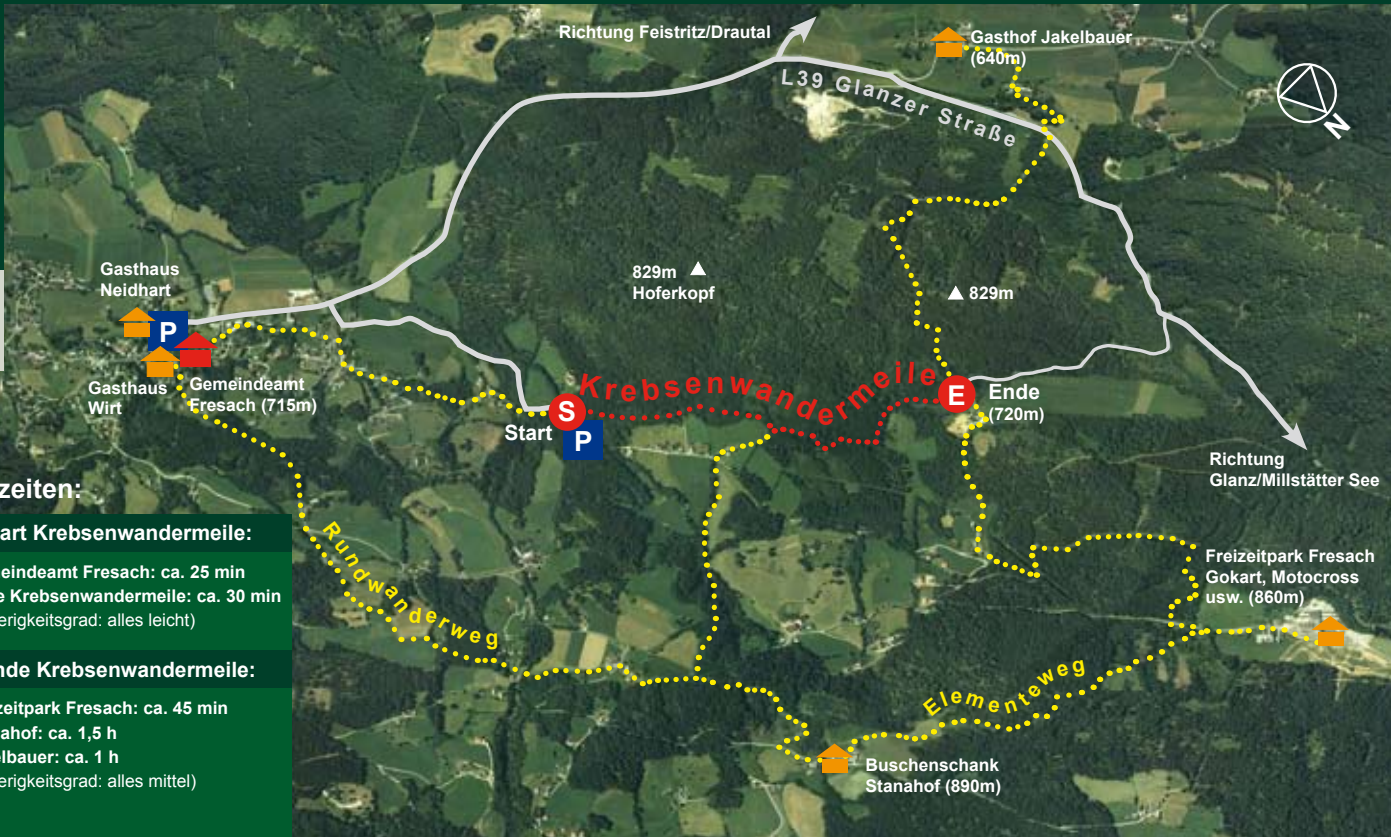 Richtung Feistritz/Drautal
Gasthof Jakelbauer
(640m)
L39 Glanzer Straße
N
829m
Hoferkopf
829m
Gasthaus
Neidhart
P
Gasthaus
Wirt
Gemeindeamt
Fresach (715m)
Krebsenwandermeile
S
Start
P
E
Ende
(720m)
Richtung
Glanz/Millstätter See
Freizeitpark Fresach
Gokart, Motocross
usw. (860m)
Rundwanderweg
Elementeweg
Buschenschank
Stanahof (890m)
zeiten:
art Krebsenwandermeile:
eindeamt Fresach: ca. 25 min
e Krebsenwandermeile: ca. 30 min
erigkeitsgrad: alles leicht)
nde Krebsenwandermeile:
zeitpark Fresach: ca. 45 min
ahof: ca. 1,5 h
elbauer: ca. 1 h
erigkeitsgrad: alles mittel)